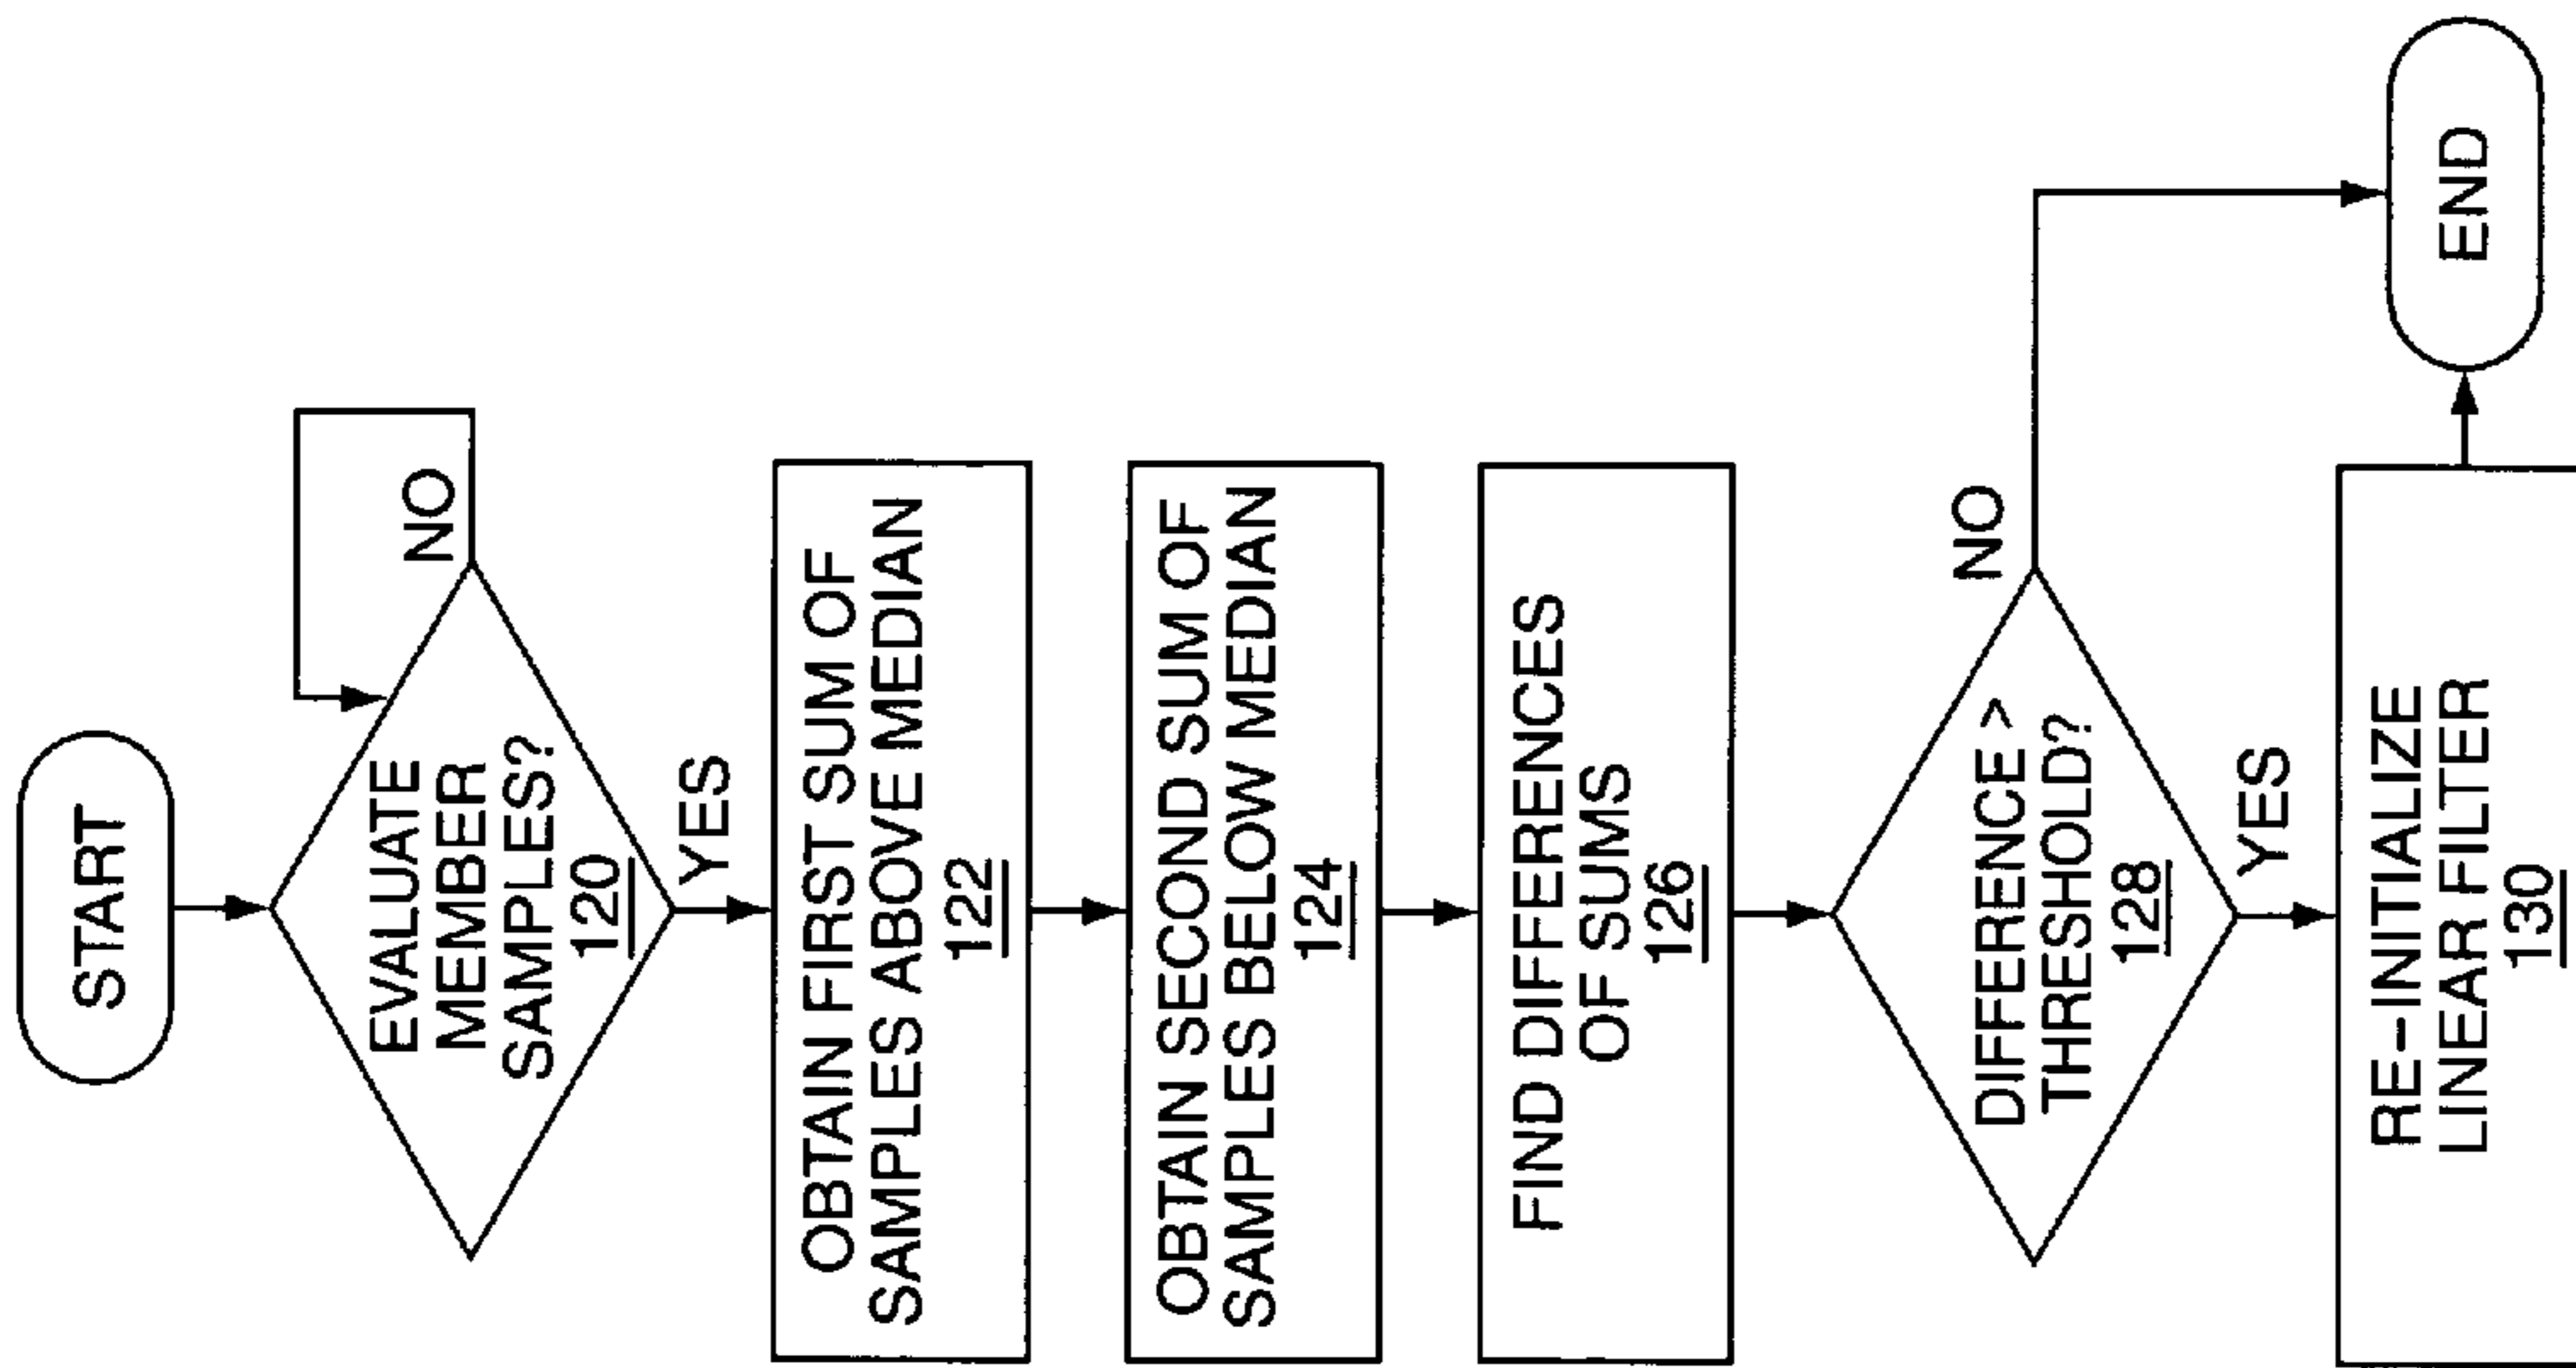 START
EVALUATE
MEMBER
SAMPLES?
120
NO
YES
OBTAIN FIRST SUM OF
SAMPLES ABOVE MEDIAN
122
OBTAIN SECOND SUM OF
SAMPLES BELOW MEDIAN
124
FIND DIFFERENCES
OF SUMS
126
DIFFERENCE >
THRESHOLD?
128
NO
YES
RE-INITIALIZE
LINEAR FILTER
130
END